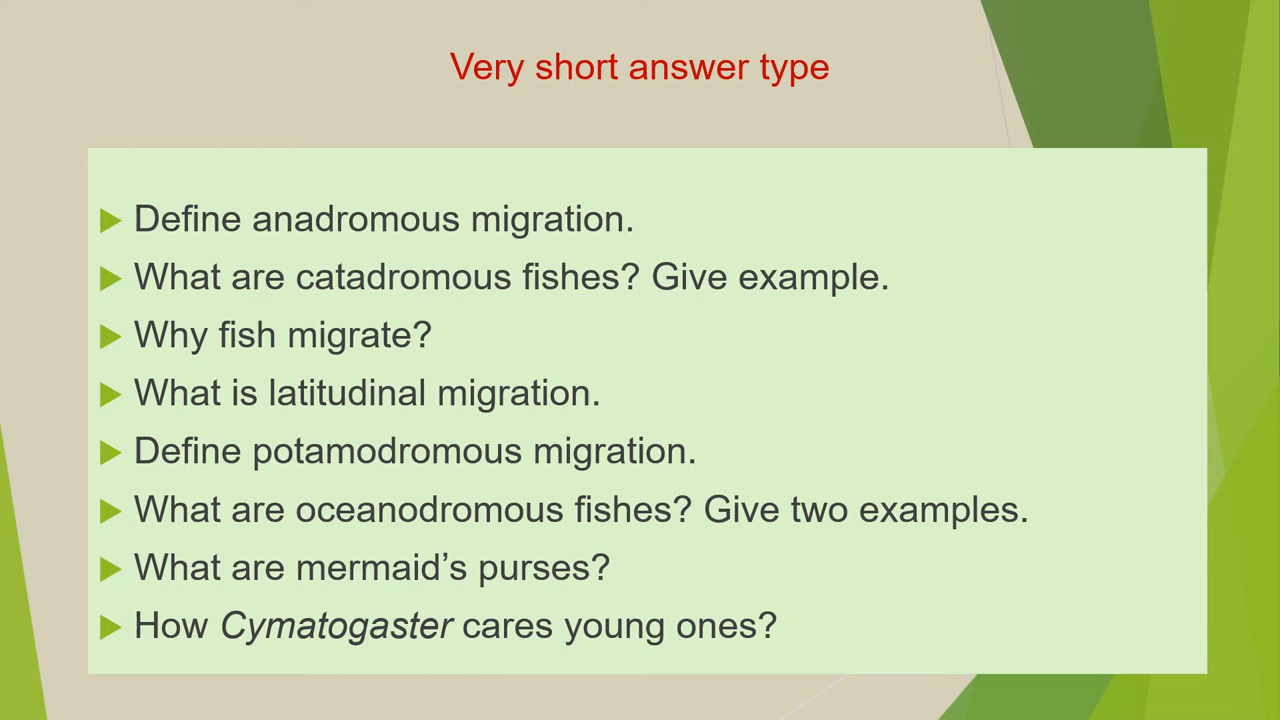 Very short answer type
Define anadromous migration.
What are catadromous fishes? Give example.
Why fish migrate?
What is latitudinal migration.
Define potamodromous migration.
What are oceanodromous fishes? Give two examples.
What are mermaid’s purses?
How Cymatogaster cares young ones?